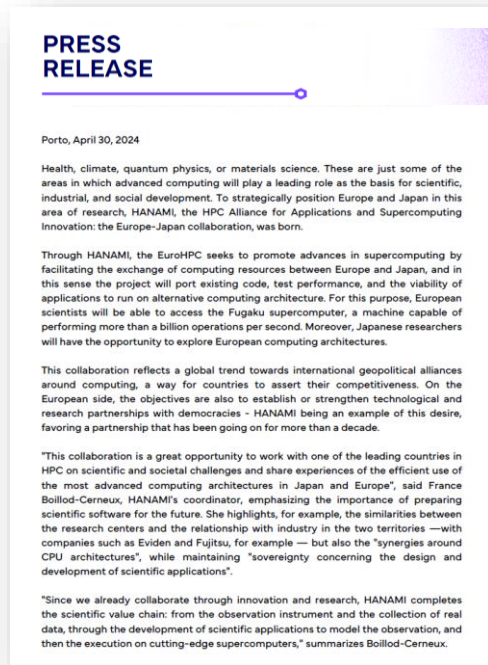 PRESS
RELEASE
Porto, April 30, 2024
Health, climate, quantum physics, or materials science. These are just some of the
areas in which advanced computing will play a leading role as the basis for scientific,
industrial, and social development. To strategically position Europe and Japan in this
area of research, HANAMI, the HPC Alliance for Applications and Supercomputing
Innovation: the Europe-Japan collaboration, was born.
Through HANAMI, the EuroHPC seeks to promote advances in supercomputing by
facilitating the exchange of computing resources between Europe and Japan, and in
this sense the project will port existing code, test performance, and the viability of
applications to run on alternative computing architecture. For this purpose, European
scientists will be able to access the Fugaku supercomputer, a machine capable of
performing more than a billion operations per second. Moreover, Japanese researchers
will have the opportunity to explore European computing architectures.
This collaboration reflects a global trend towards international geopolitical alliances
around computing, a way for countries to assert their competitiveness. On the
European side, the objectives are also to establish or strengthen technological and
research partnerships with democracies - HANAMI being an example of this desire,
favoring a partnership that has been going on for more than a decade.
"This collaboration is a great opportunity to work with one of the leading countries in
HPC on scientific and societal challenges and share experiences of the efficient use of
the most advanced computing architectures in Japan and Europe", said France
Boillod-Cerneux, HANAMI's coordinator, emphasizing the importance of preparing
scientific software for the future. She highlights, for example, the similarities between
the research centers and the relationship with industry in the two territories —with
companies such as Eviden and Fujitsu, for example — but also the "synergies around
CPU architectures", while maintaining "sovereignty concerning the design and
development of scientific applications".
"Since we already collaborate through innovation and research, HANAMI completes
the scientific value chain: from the observation instrument and the collection of real
data, through the development of scientific applications to model the observation, and
then the execution on cutting-edge supercomputers," summarizes Boillod-Cerneux.